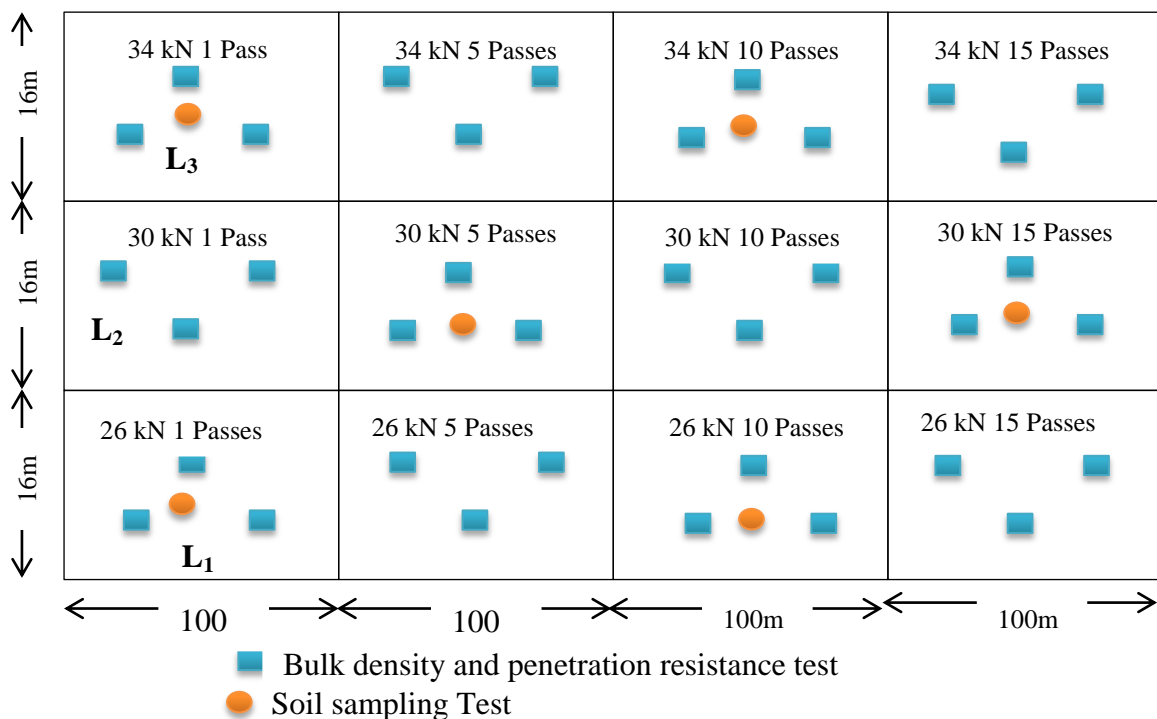 34 kN 1 Pass
34 kN 5 Passes
34 kN 10 Passes
34 kN 15 Passes
16m
L3
30 kN 1 Pass
30 kN 5 Passes
30 kN 10 Passes
30 kN 15 Passes
16m
L2
26 kN 1 Passes
26 kN 5 Passes
26 kN 10 Passes
26 kN 15 Passes
16m
L1
100
100
100m
100m
Bulk density and penetration resistance test
Soil sampling Test